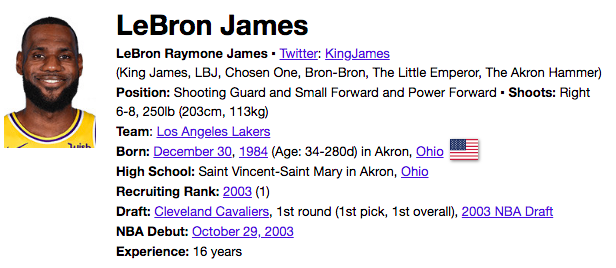 LeBron James
LeBron Raymone James ▪ Twitter: KingJames
(King James, LBJ, Chosen One, Bron-Bron, The Little Emperor, The Akron Hammer)
Position: Shooting Guard and Small Forward and Power Forward ▪ Shoots: Right
6-8, 250lb (203cm, 113kg)
Team: Los Angeles Lakers
Born: December 30, 1984 (Age: 34-280d) in Akron, Ohio
High School: Saint Vincent-Saint Mary in Akron, Ohio
Recruiting Rank: 2003 (1)
Draft: Cleveland Cavaliers, 1st round (1st pick, 1st overall), 2003 NBA Draft
NBA Debut: October 29, 2003
Experience: 16 years
wish